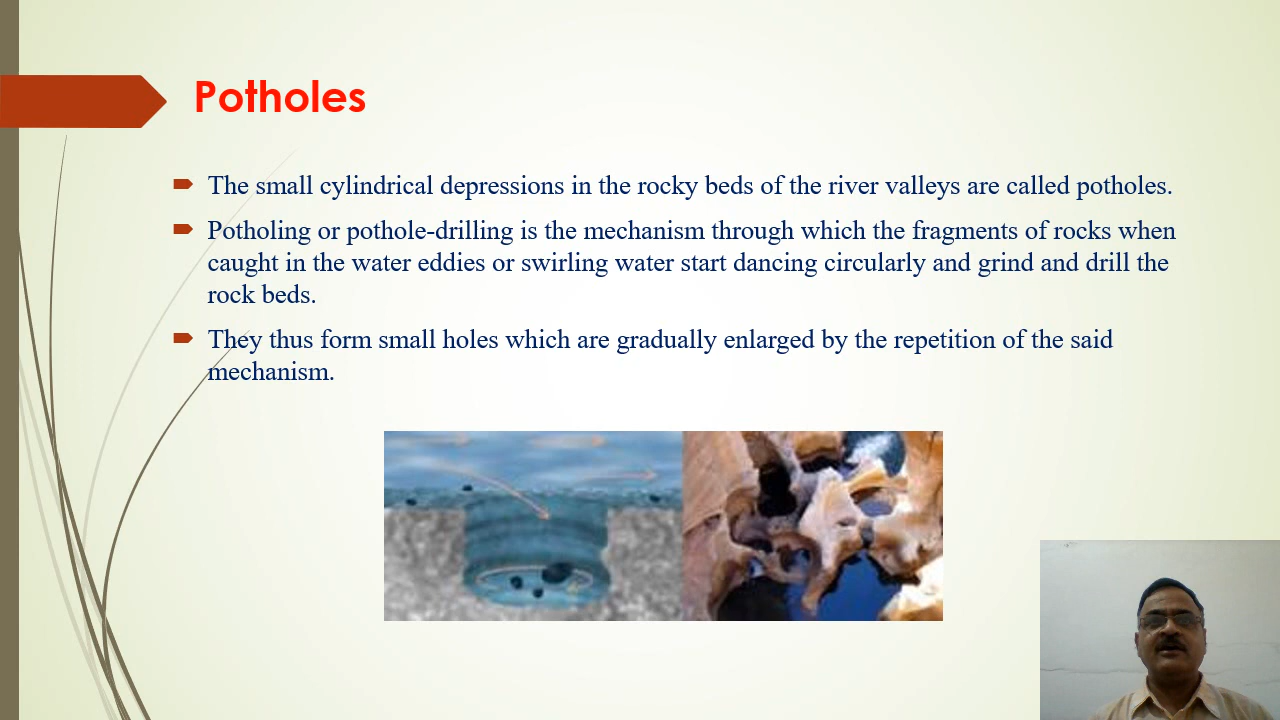 Potholes
The small cylindrical depressions in the rocky beds of the river valleys are called potholes.
Potholing or pothole-drilling is the mechanism through which the fragments of rocks when
caught in the water eddies or swirling water start dancing circularly and grind and drill the
rock beds.
They thus form small holes which are gradually enlarged by the repetition of the said
mechanism.